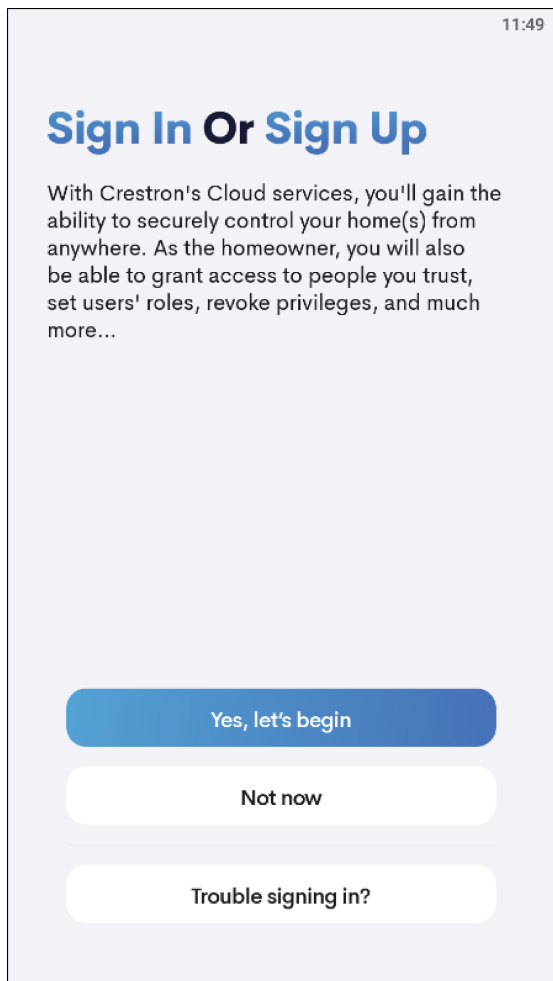 11:49
Sign In Or Sign Up
With Crestron's Cloud services, you'll gain the
ability to securely control your home(s) from
anywhere. As the homeowner, you will also
be able to grant access to people you trust,
set users' roles, revoke privileges, and much
more...
Yes, let's begin
Not now
Trouble signing in?